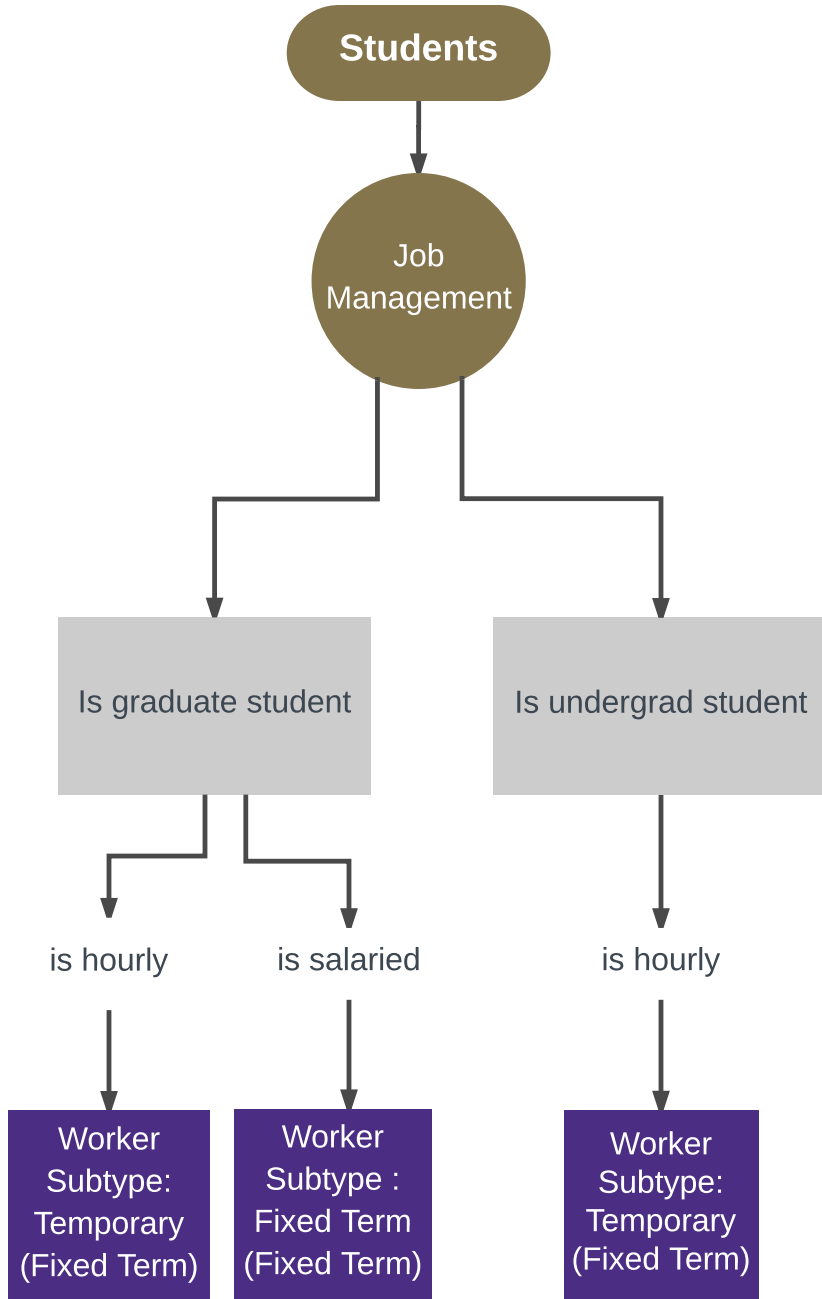 Students
Job
Management
Is graduate student
Is undergrad student
is hourly
is salaried
is hourly
Worker
Subtype:
Temporary
(Fixed Term)
Worker
Subtype :
Fixed Term
(Fixed Term)
Worker
Subtype:
Temporary
(Fixed Term)